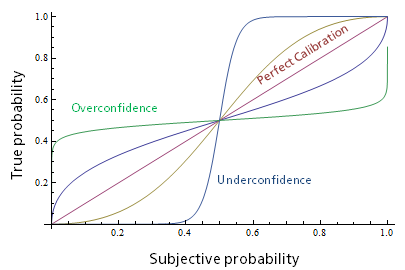 1.0
0.8
Perfect Calibration
0.6
Overconfidence
0.4
Underconfidence
0.2
0.2
0.4
0.6
0.8
1.0
True probability
Subjective probability